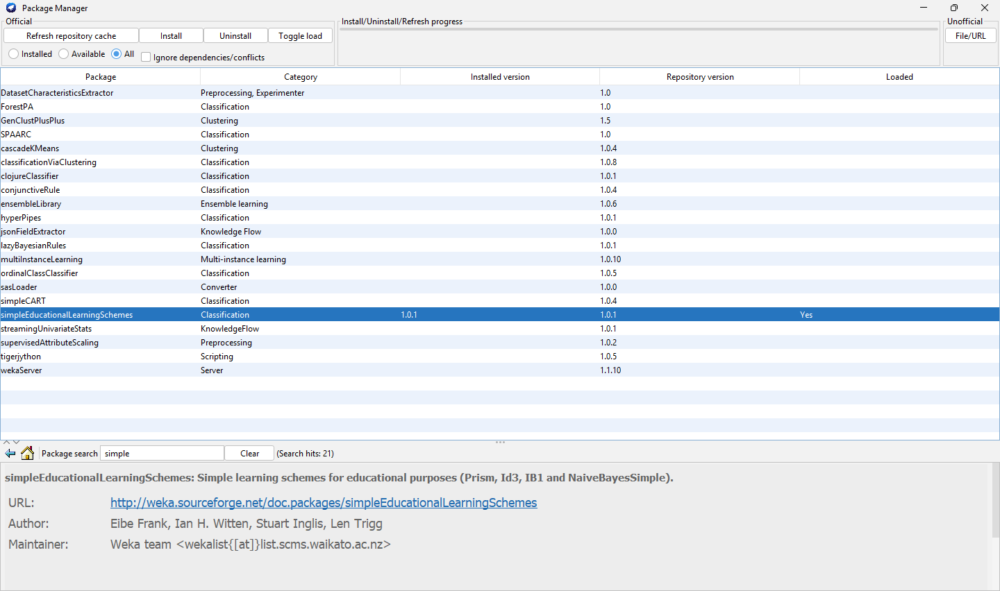 Package Manager
Official
Install/Uninstall/Refresh progress
Unofficial
Refresh repository cache Install Uninstall Toggle load File/URL
Installed Available All Ignore dependencies/conflicts
Package Category Installed version Repository version Loaded
DatasetCharacteristicsExtractor Preprocessing, Experimenter 1.0
ForestPA Classification 1.0
GenClustPlusPlus Clustering 1.5
SPAARC Classification 1.0
cascadeKMeans Clustering 1.0.4
classificationViaClustering Classification 1.0.8
clojureClassifier Classification 1.0.1
conjunctiveRule Classification 1.0.4
ensembleLibrary Ensemble learning 1.0.6
hyperPipes Classification 1.0.1
jsonFieldExtractor Knowledge Flow 1.0.0
lazyBayesianRules Classification 1.0.1
multiInstanceLearning Multi-instance learning 1.0.10
ordinalClassClassifier Classification 1.0.5
sasLoader Converter 1.0.0
simpleCART Classification 1.0.4
simpleEducationalLearningSchemes Classification 1.0.1 1.0.1 Yes
streamingUnivariateStats KnowledgeFlow 1.0.1
supervisedAttributeScaling Preprocessing 1.0.2
tigerjython Scripting 1.0.5
wekaServer Server 1.1.10
Package search simple Clear (Search hits: 21)
simpleEducationalLearningSchemes: Simple learning schemes for educational purposes (Prism, Id3, IB1 and NaiveBayesSimple).
URL: http://weka.sourceforge.net/doc.packages/simpleEducationalLearningSchemes
Author: Eibe Frank, Ian H. Witten, Stuart Inglis, Len Trigg
Maintainer: Weka team <wekalist{[at]}list.scms.waikato.ac.nz>